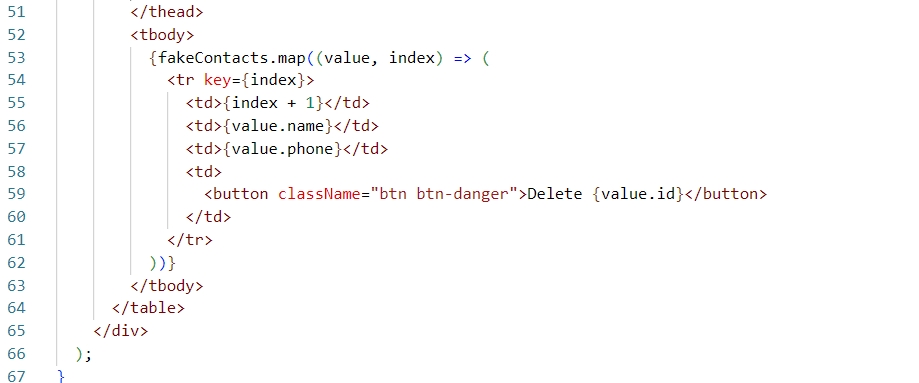 51 </thead>
52 <tbody>
53 {fakeContacts.map((value, index) => (
54 <tr key={index}>
55 <td>{index + 1}</td>
56 <td>{value.name}</td>
57 <td>{value.phone}</td>
58 <td>
59 <button className="btn btn-danger">Delete {value.id}</button>
60 </td>
61 </tr>
62 ))}
63 </tbody>
64 </table>
65 </div>
66 );
67 }